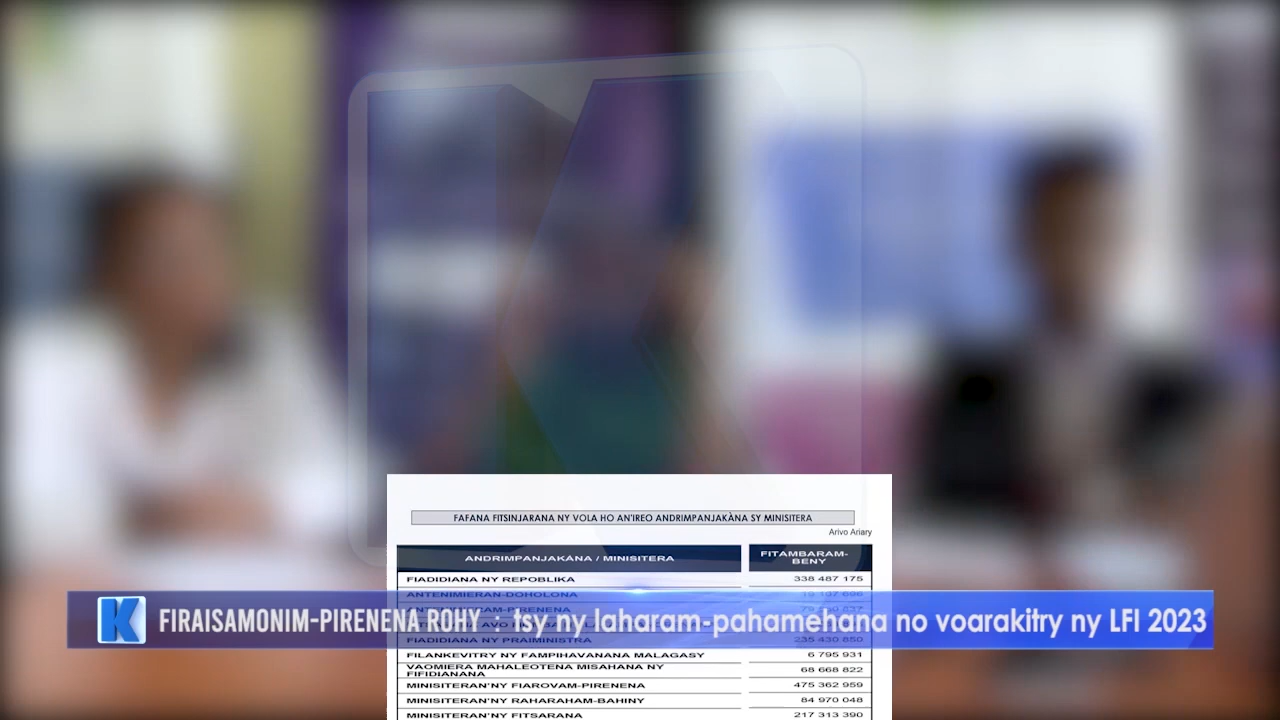 FAFANA FITSINJARANA NY VOLA HO AN'IREO ANDRIMPANJAKÀNA SY MINISITERA
Arivo Ariary
ANDRIMPANJAKÀNA / MINISITERA FITAMBARAM-BENY
FIADIDIANA NY REPOBLIKA 338 487 175
ANTENIMIERAN-DOHOLONA
K FIRAISAMONIM-PIRENENA ROHY - tsy ny laharam-pahamehana no voarakitry ny LFI 2023
FIADIDIANA NY PRAIMINISTRA 235 430 850
FILANKEVITRY NY FAMPIHAVANANA MALAGASY 6 795 931
VAOMIERA MAHALEOTENA MISAHANA NY FIFIDIANANA 68 668 822
MINISITERAN'NY FIAROVAM-PIRENENA 475 362 959
MINISITERAN'NY RAHARAHAM-BAHINY 84 970 048
MINISITERAN'NY FITSARANA 217 313 390